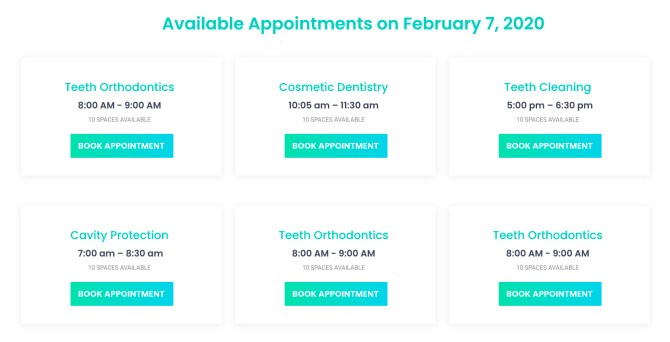 Available Appointments on February 7, 2020
Teeth Orthodontics
8:00 AM - 9:00 AM
10 SPACES AVAILABLE
BOOK APPOINTMENT
Cosmetic Dentistry
10:05 am – 11:30 am
10 SPACES AVAILABLE
BOOK APPOINTMENT
Teeth Cleaning
5:00 pm – 6:30 pm
10 SPACES AVAILABLE
BOOK APPOINTMENT
Cavity Protection
7:00 am – 8:30 am
10 SPACES AVAILABLE
BOOK APPOINTMENT
Teeth Orthodontics
8:00 AM - 9:00 AM
10 SPACES AVAILABLE
BOOK APPOINTMENT
Teeth Orthodontics
8:00 AM - 9:00 AM
10 SPACES AVAILABLE
BOOK APPOINTMENT